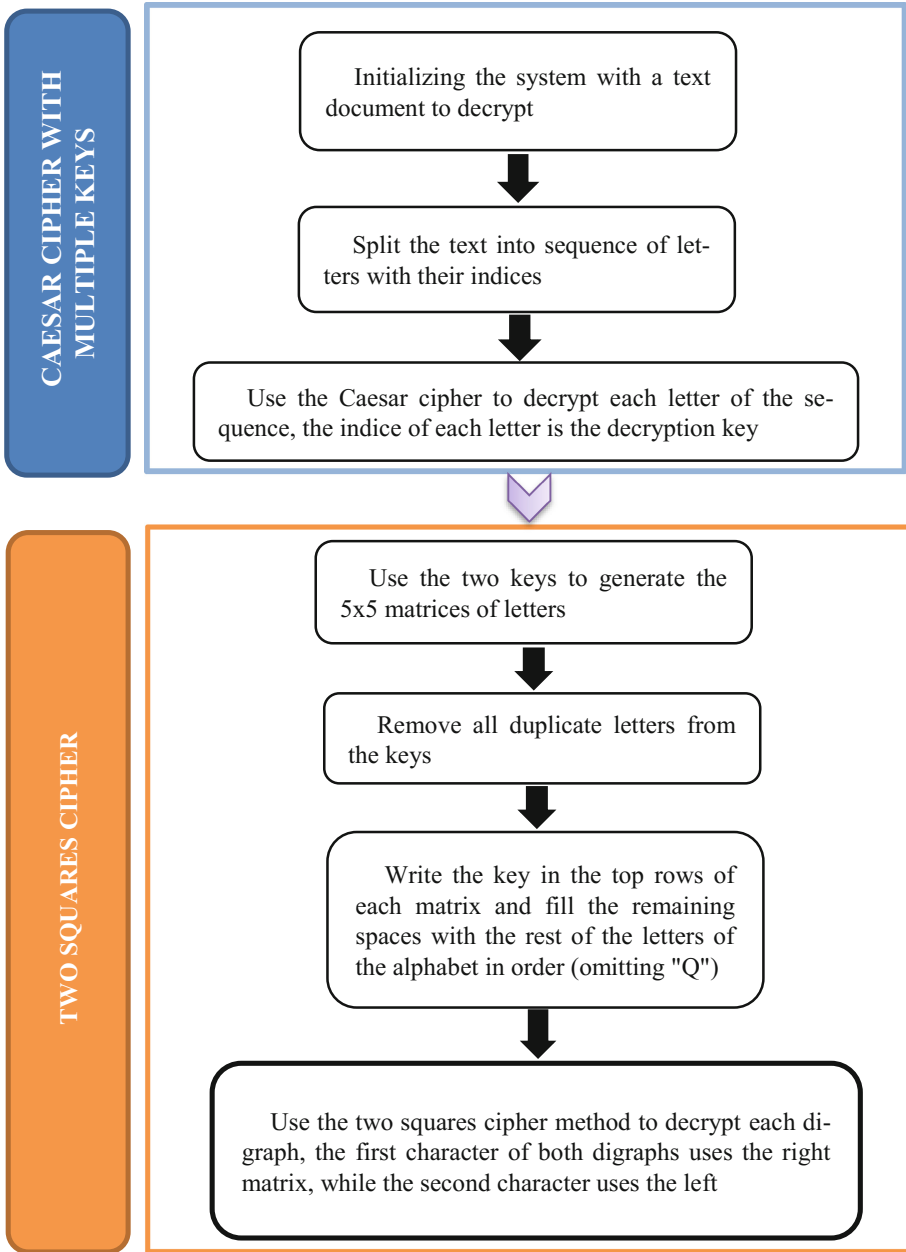 CAESAR CIPHER WITH
MULTIPLE KEYS
Initializing the system with a text
document to decrypt
Split the text into sequence of let-
ters with their indices
Use the Caesar cipher to decrypt each letter of the se-
quence, the indice of each letter is the decryption key
TWO SQUARES CIPHER
Use the two keys to generate the
5x5 matrices of letters
Remove all duplicate letters from
the keys
Write the key in the top rows of
each matrix and fill the remaining
spaces with the rest of the letters of
the alphabet in order (omitting "Q")
Use the two squares cipher method to decrypt each di-
graph, the first character of both digraphs uses the right
matrix, while the second character uses the left